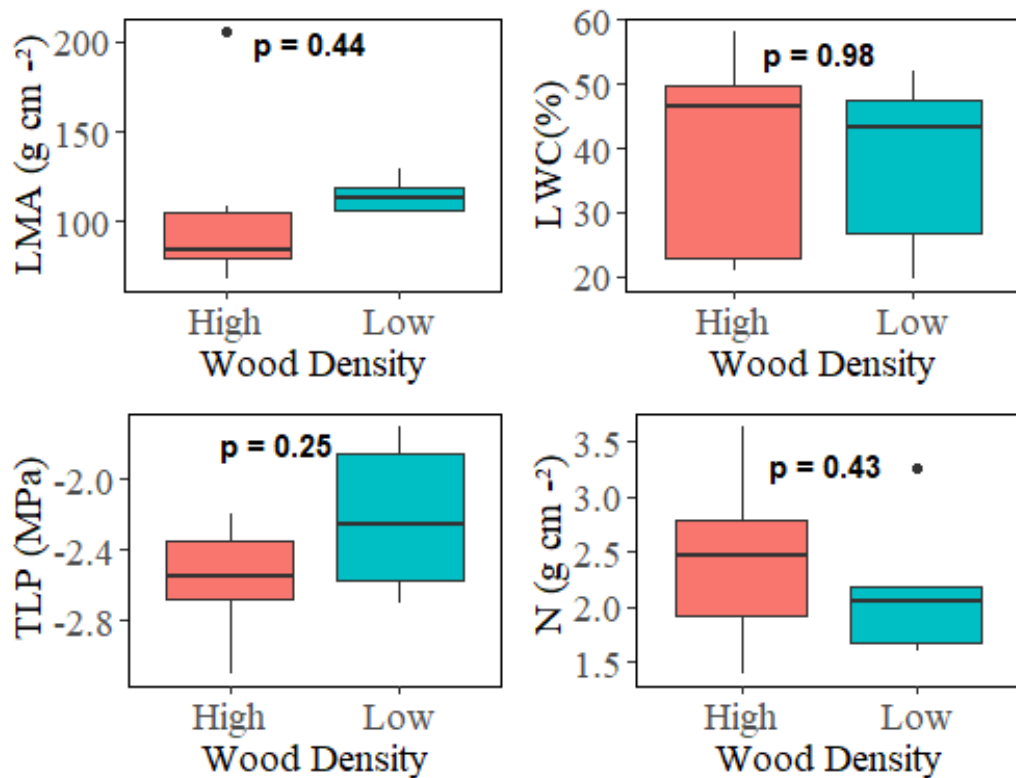 LMA (g cm -²)
200
150
100
p = 0.44
High Low
Wood Density
LWC(%)
60
50
40
30
20
p = 0.98
High Low
Wood Density
TLP (MPa)
-2.0
-2.4
-2.8
p = 0.25
High Low
Wood Density
N (g cm -²)
3.5
3.0
2.5
2.0
1.5
p = 0.43
High Low
Wood Density